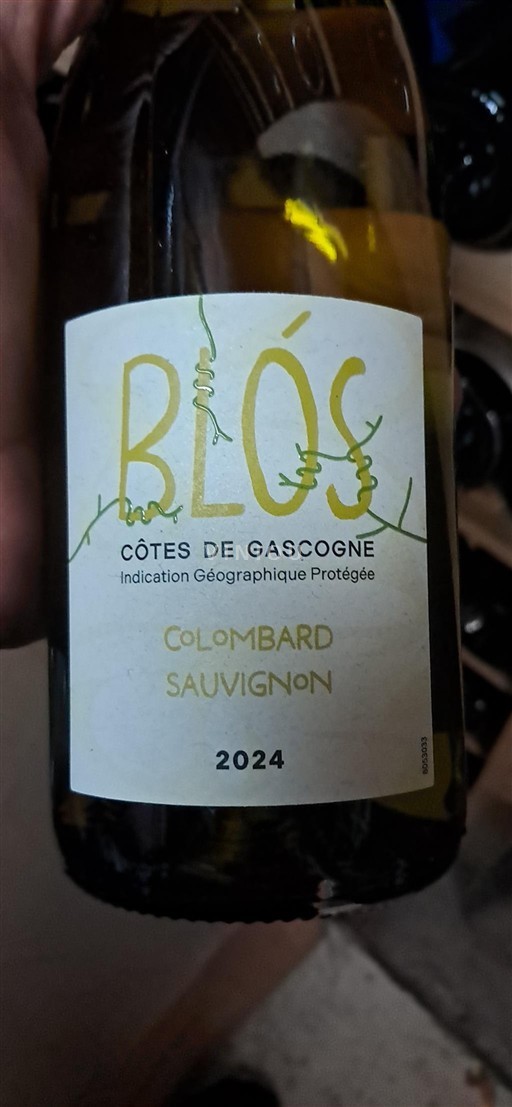 BLÓS
CÔTES DE GASCOGNE
Indication Géographique Protégée
COLOMBARD
SAUVIGNON
2024